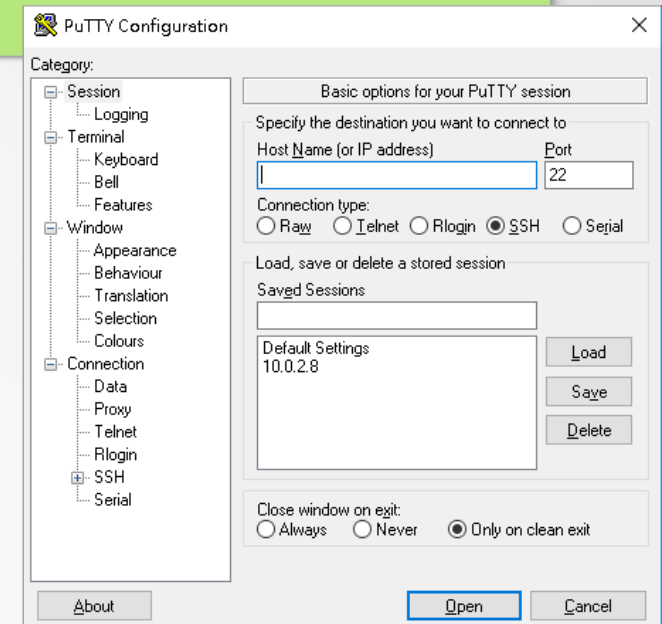 PuTTY Configuration
Category:
Session
Logging
Terminal
Keyboard
Bell
Features
Window
Appearance
Behaviour
Translation
Selection
Colours
Connection
Data
Proxy
Telnet
Rlogin
SSH
Serial
Basic options for your PuTTY session
Specify the destination you want to connect to
Host Name (or IP address) Port
22
Connection type:
Raw Telnet Rlogin SSH Serial
Load, save or delete a stored session
Saved Sessions
Default Settings
10.0.2.8
Load
Save
Delete
Close window on exit:
Always Never Only on clean exit
About Open Cancel